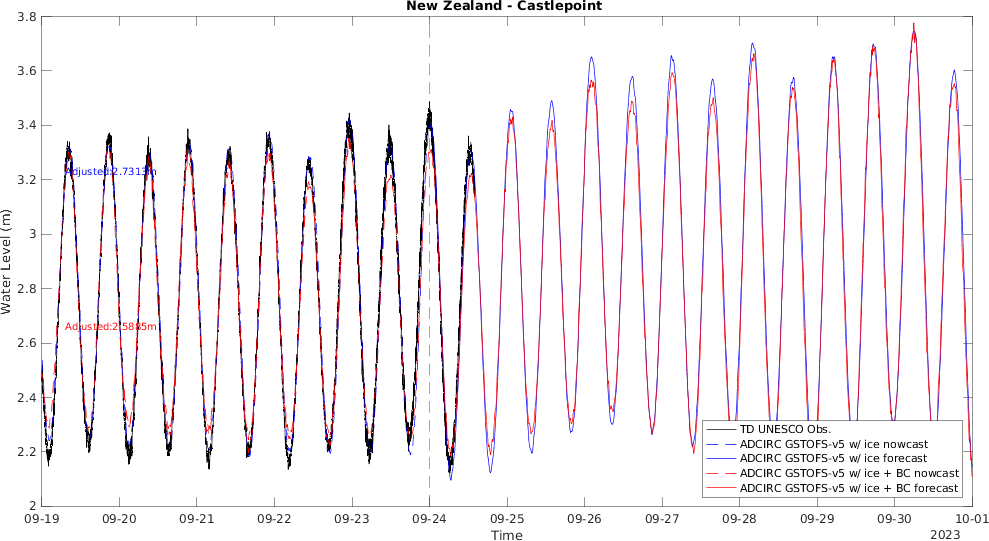 New Zealand - Castlepoint
3.8
3.6
3.4
3.2
3
2.8
2.6
2.4
2.2
2
Water Level (m)
Adjusted:2.7313m
Adjusted:2.5885m
TD UNESCO Obs.
ADCIRC GSTOFS-v5 w/ ice nowcast
ADCIRC GSTOFS-v5 w/ ice forecast
ADCIRC GSTOFS-v5 w/ ice + BC nowcast
ADCIRC GSTOFS-v5 w/ ice + BC forecast
09-19 09-20 09-21 09-22 09-23 09-24 09-25 09-26 09-27 09-28 09-29 09-30 10-01
Time
2023